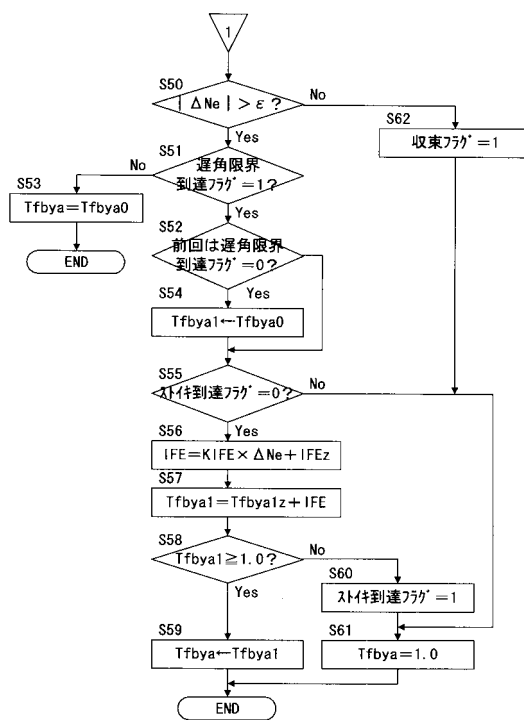 1
S50
| ΔNe | > ε ?
No
Yes
S62
収束フラグ=1
S51
遅角限界
到達フラグ=1?
No
Yes
S53
Tfbya=Tfbya0
END
S52
前回は遅角限界
到達フラグ=0?
Yes
S54
Tfbya1←Tfbya0
S55
ストイキ到達フラグ=0?
No
Yes
S56
IFE=KIFE×ΔNe+IFEz
S57
Tfbya1=Tfbya1z+IFE
S58
Tfbya1≧1.0?
No
Yes
S60
ストイキ到達フラグ=1
S59
Tfbya←Tfbya1
S61
Tfbya=1.0
END